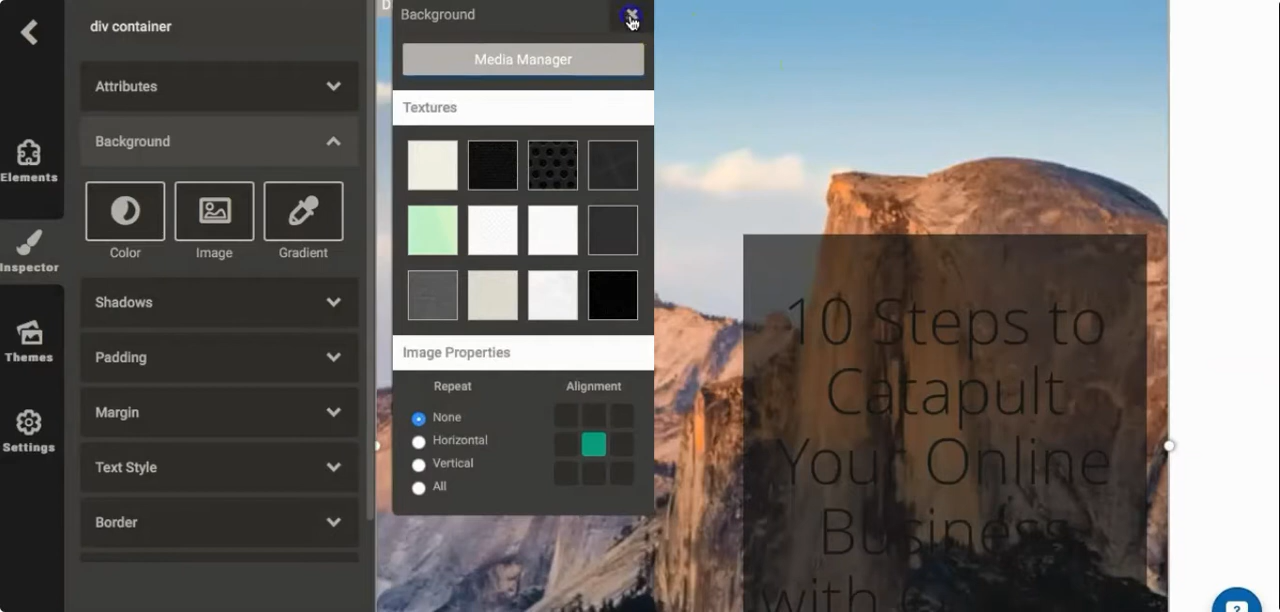 div container
Attributes
Background
Color
Image
Gradient
Shadows
Padding
Margin
Text Style
Border
Elements
Inspector
Themes
Settings
D
Background
Media Manager
Textures
Image Properties
Repeat
Alignment
None
Horizontal
Vertical
All
10 Steps to
Catapult
Your Online
Business
with
?